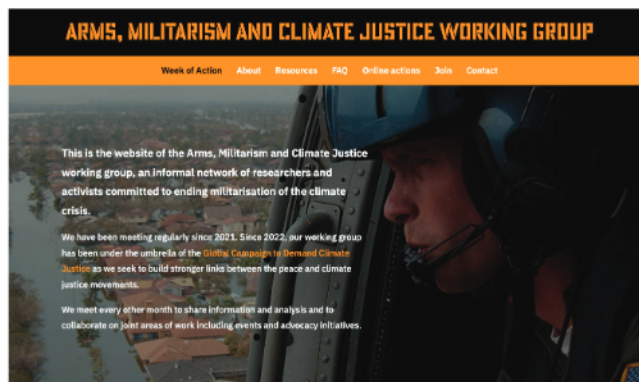 ARMS, MILITARISM AND CLIMATE JUSTICE WORKING GROUP
Week of Action About Resources FAQ Online actions Join Contact
This is the website of the Arms, Militarism and Climate Justice
working group, an informal network of researchers and
activists committed to ending militarisation of the climate
crisis.
We have been meeting regularly since 2021. Since 2022, our working group
has been under the umbrella of the Global Campaign to Demand Climate
Justice as we seek to build stronger links between the peace and climate
justice movements.
We meet every other month to share information and analysis and to
collaborate on joint areas of work including events and advocacy initiatives.